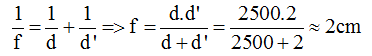 1/f = 1/d + 1/d' => f = d.d'/d + d' = 2500.2/2500 + 2 ≈ 2cm